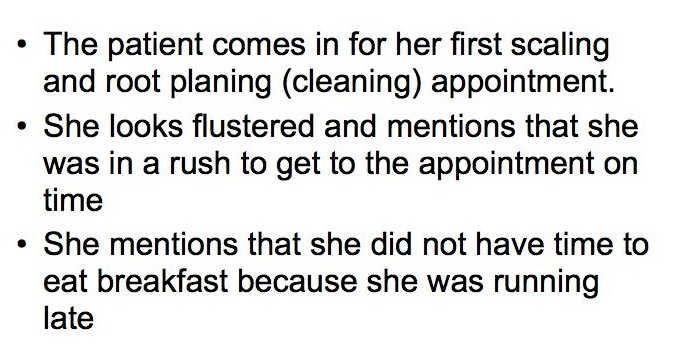 • The patient comes in for her first scaling
and root planing (cleaning) appointment.
• She looks flustered and mentions that she
was in a rush to get to the appointment on
time
• She mentions that she did not have time to
eat breakfast because she was running
late